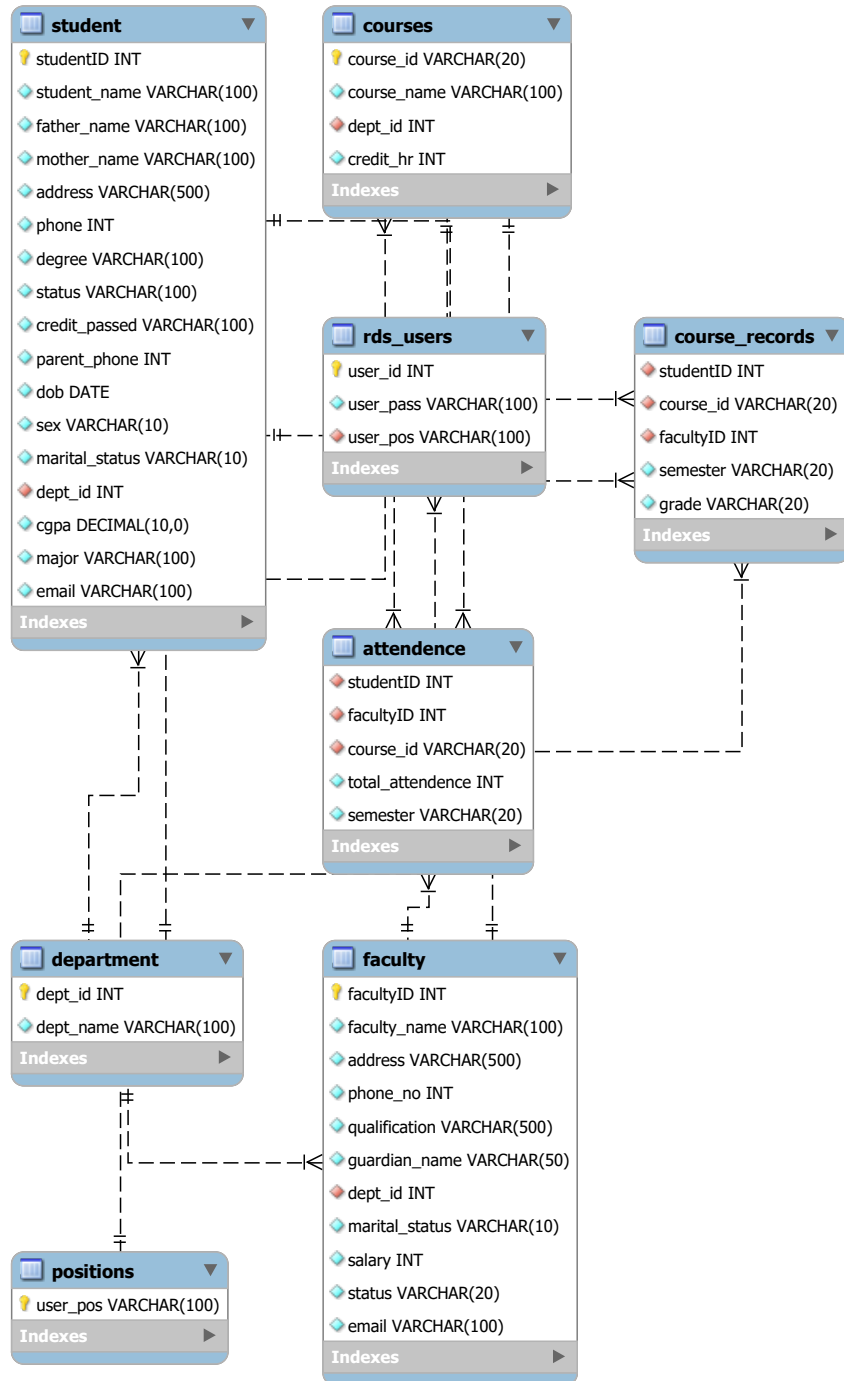 student
studentID INT
student_name VARCHAR(100)
father_name VARCHAR(100)
mother_name VARCHAR(100)
address VARCHAR(500)
phone INT
degree VARCHAR(100)
status VARCHAR(100)
credit_passed VARCHAR(100)
parent_phone INT
dob DATE
sex VARCHAR(10)
marital_status VARCHAR(10)
dept_id INT
cgpa DECIMAL(10,0)
major VARCHAR(100)
email VARCHAR(100)
Indexes
courses
course_id VARCHAR(20)
course_name VARCHAR(100)
dept_id INT
credit_hr INT
Indexes
rds_users
user_id INT
user_pass VARCHAR(100)
user_pos VARCHAR(100)
Indexes
course_records
studentID INT
course_id VARCHAR(20)
facultyID INT
semester VARCHAR(20)
grade VARCHAR(20)
Indexes
attendence
studentID INT
facultyID INT
course_id VARCHAR(20)
total_attendence INT
semester VARCHAR(20)
Indexes
department
dept_id INT
dept_name VARCHAR(100)
Indexes
faculty
facultyID INT
faculty_name VARCHAR(100)
address VARCHAR(500)
phone_no INT
qualification VARCHAR(500)
guardian_name VARCHAR(50)
dept_id INT
marital_status VARCHAR(10)
salary INT
status VARCHAR(20)
email VARCHAR(100)
Indexes
positions
user_pos VARCHAR(100)
Indexes